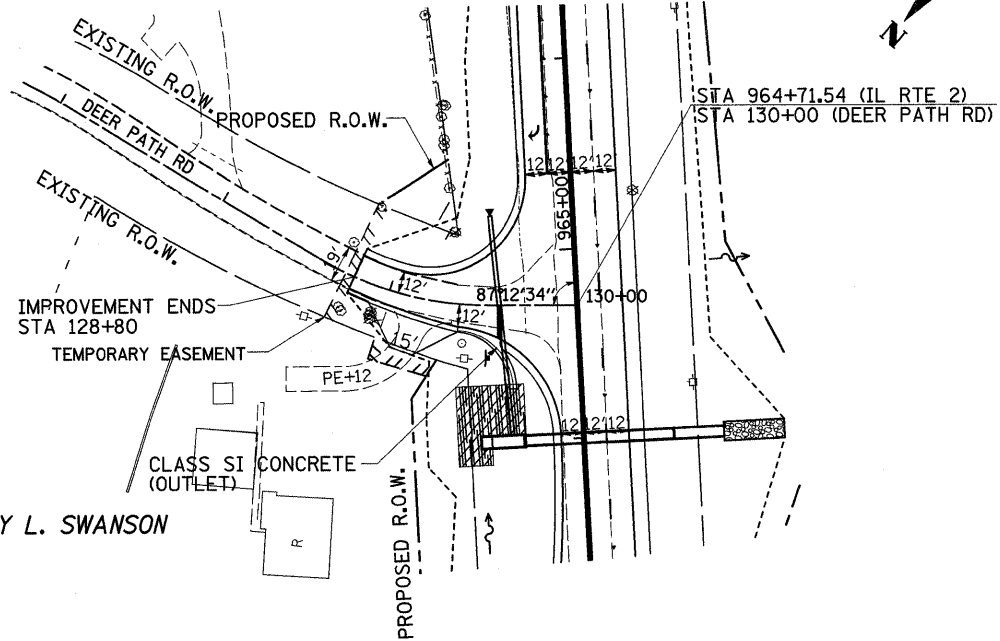 N
EXISTING R.O.W.
STA 964+71.54 (IL RTE 2)
STA 130+00 (DEER PATH RD)
DEER PATH RD
PROPOSED R.O.W.
12' 12' 12' 12'
965+00
EXISTING R.O.W.
9'
12'
87°12'34"
130+00
IMPROVEMENT ENDS
STA 128+80
12'
15'
TEMPORARY EASEMENT
PE+12
12' 12' 12'
CLASS SI CONCRETE
(OUTLET)
PROPOSED R.O.W.
Y L. SWANSON
R